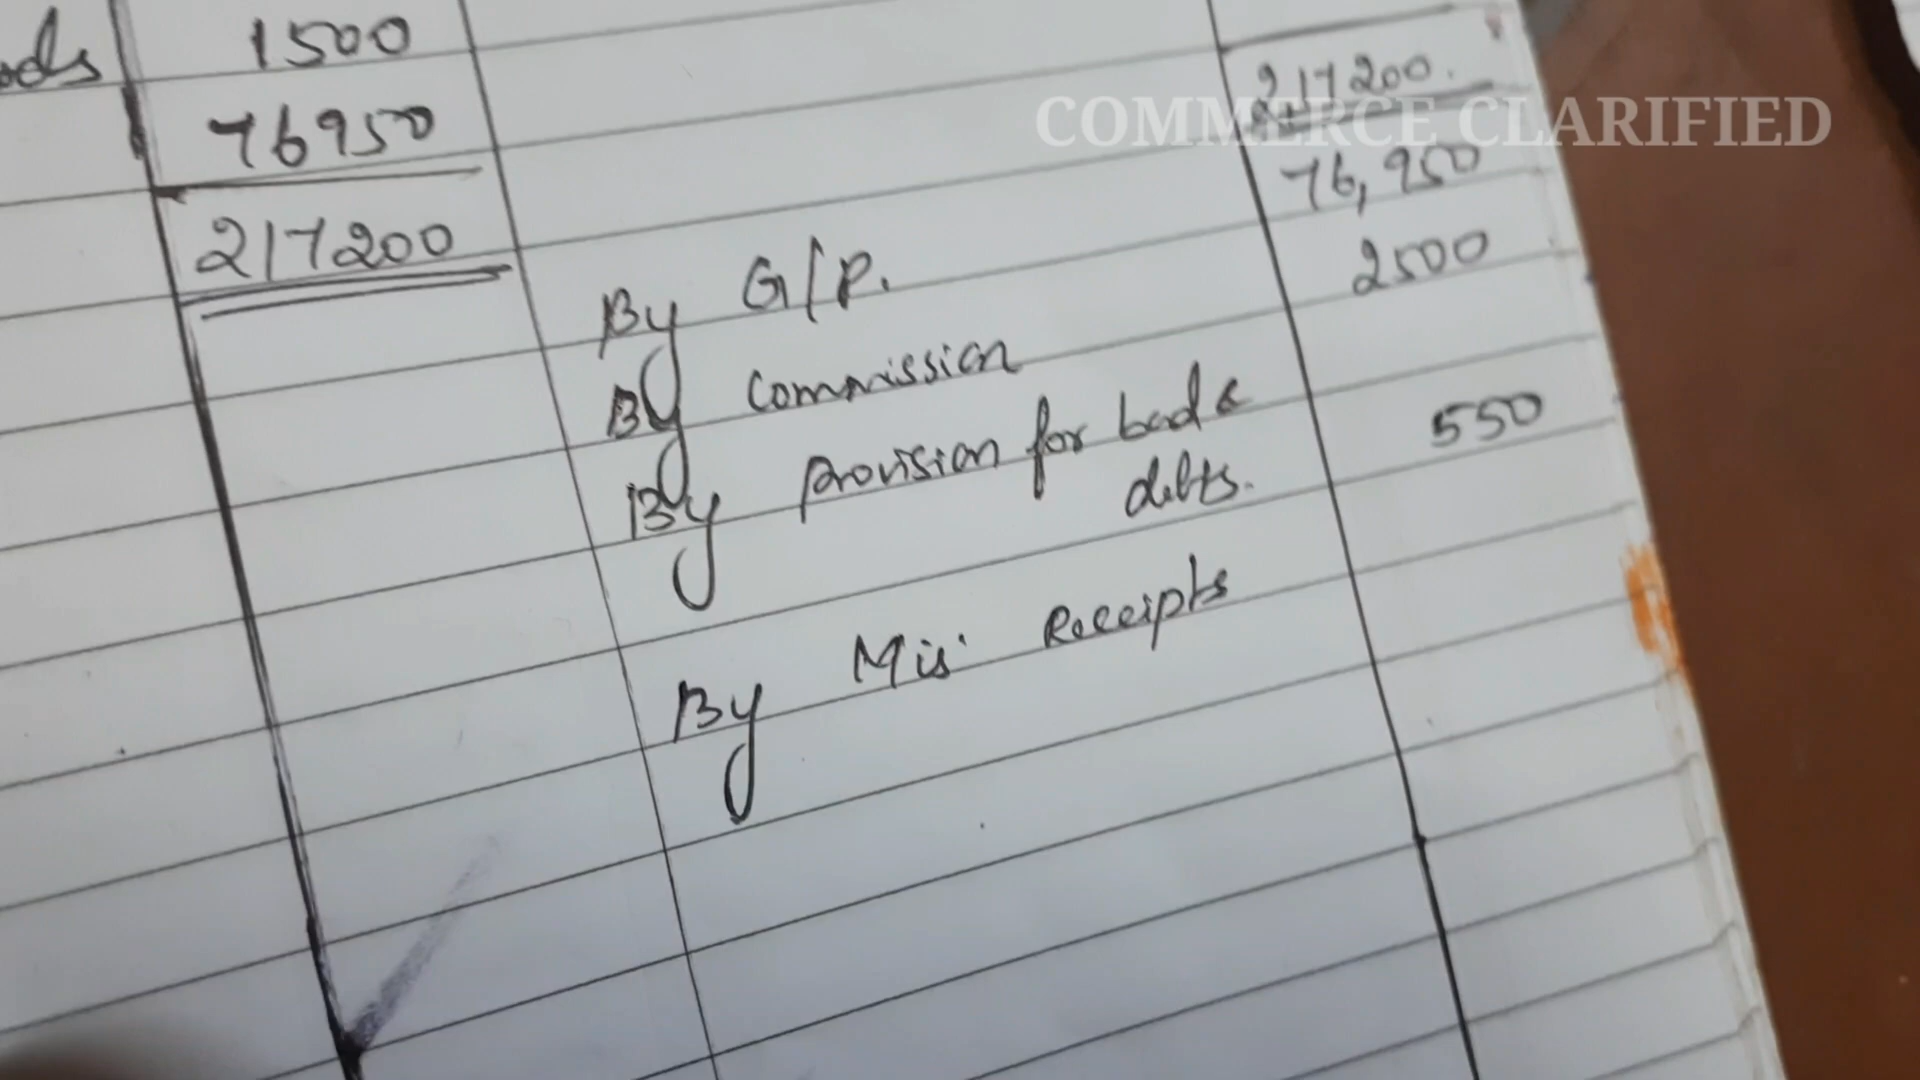 ods 1500
217200.
COMMERCE CLARIFIED
76950
76,950
217200
By G/P.
2500
By Commission
By Provision for bad &
debts.
550
By Mis. Receipts